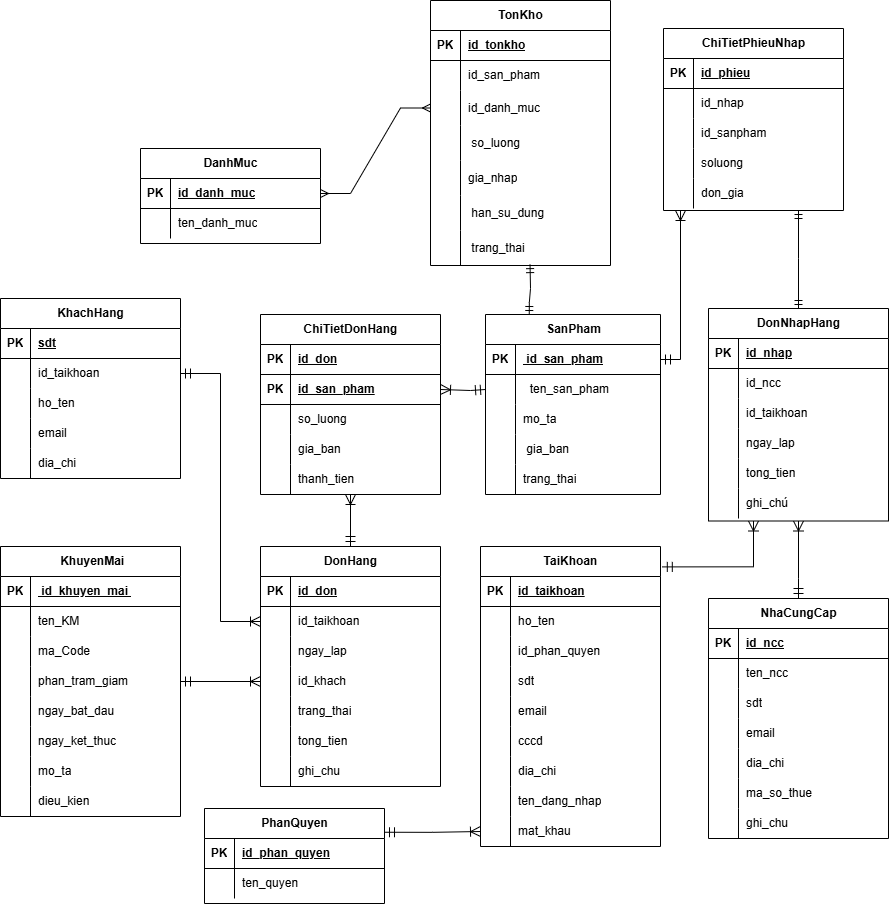 TonKho
PK id_tonkho
id_san_pham
id_danh_muc
so_luong
gia_nhap
han_su_dung
trang_thai
ChiTietPhieuNhap
PK id_phieu
id_nhap
id_sanpham
soluong
don_gia
DanhMuc
PK id_danh_muc
ten_danh_muc
KhachHang
PK sdt
id_taikhoan
ho_ten
email
dia_chi
ChiTietDonHang
PK id_don
PK id_san_pham
so_luong
gia_ban
thanh_tien
SanPham
PK id_san_pham
ten_san_pham
mo_ta
gia_ban
trang_thai
DonNhapHang
PK id_nhap
id_ncc
id_taikhoan
ngay_lap
tong_tien
ghi_chú
KhuyenMai
PK id_khuyen_mai
ten_KM
ma_Code
phan_tram_giam
ngay_bat_dau
ngay_ket_thuc
mo_ta
dieu_kien
DonHang
PK id_don
id_taikhoan
ngay_lap
id_khach
trang_thai
tong_tien
ghi_chu
TaiKhoan
PK id_taikhoan
ho_ten
id_phan_quyen
sdt
email
cccd
dia_chi
ten_dang_nhap
mat_khau
NhaCungCap
PK id_ncc
ten_ncc
sdt
email
dia_chi
ma_so_thue
ghi_chu
PhanQuyen
PK id_phan_quyen
ten_quyen